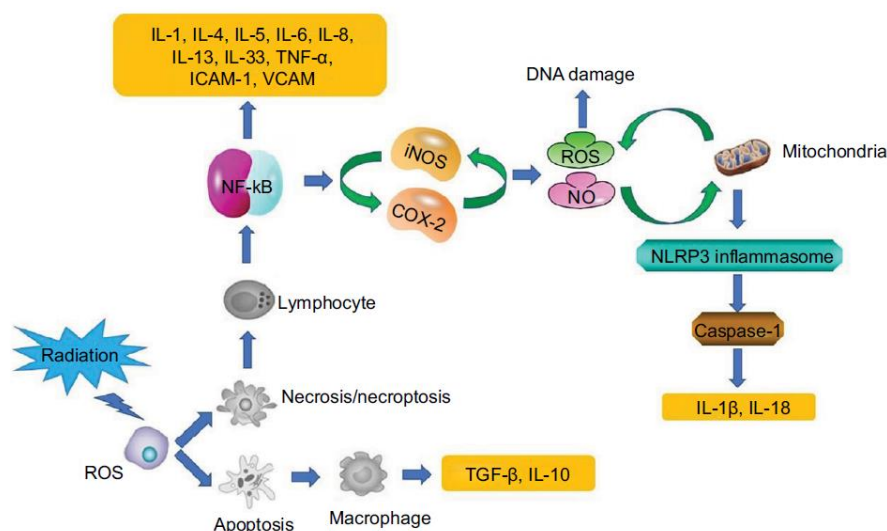 IL-1, IL-4, IL-5, IL-6, IL-8,
IL-13, IL-33, TNF-α,
ICAM-1, VCAM
DNA damage
NF-kB
iNOS
COX-2
ROS
NO
Mitochondria
NLRP3 inflammasome
Lymphocyte
Caspase-1
Radiation
Necrosis/necroptosis
IL-1β, IL-18
ROS
TGF-β, IL-10
Apoptosis
Macrophage